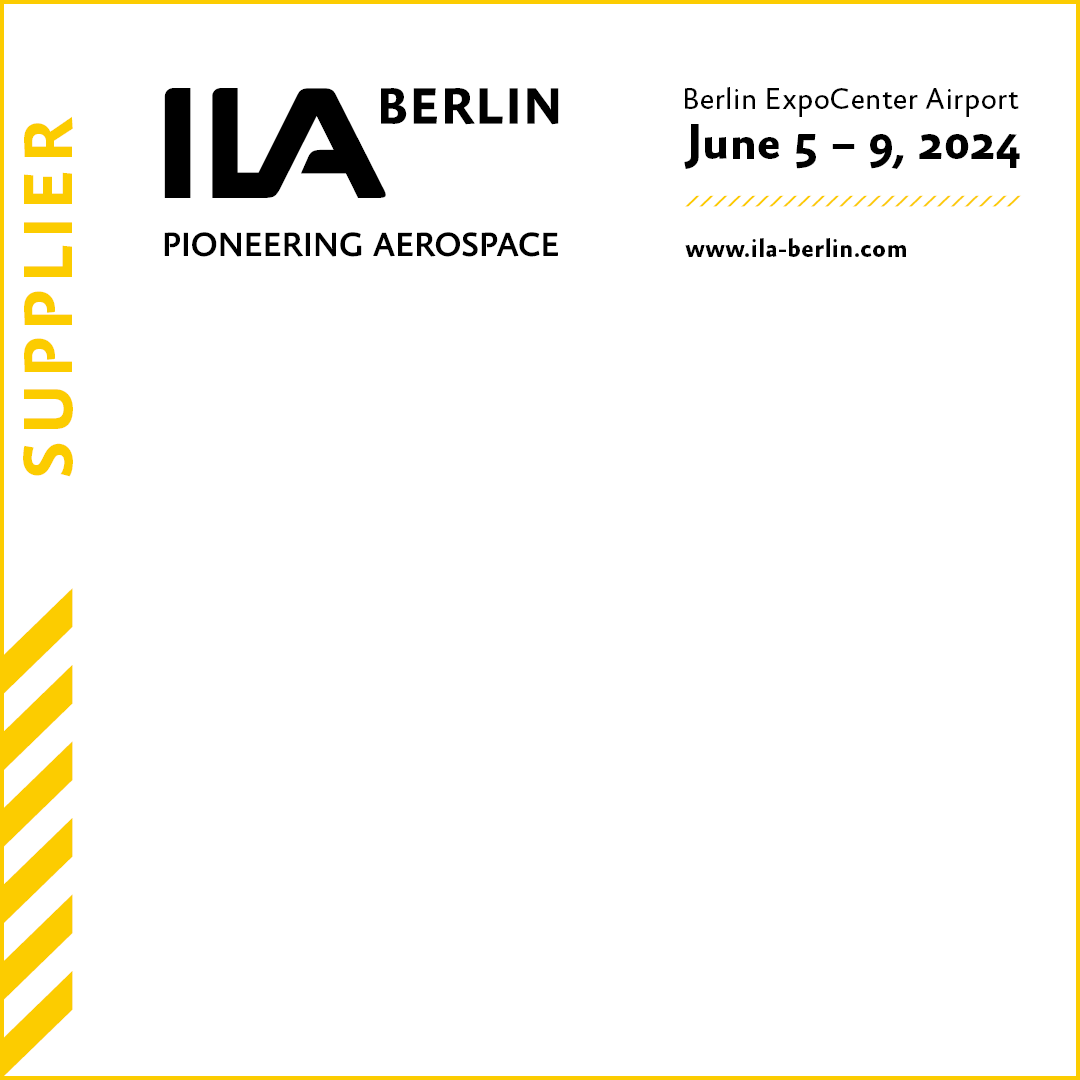 SUPPLIER
ILA BERLIN
PIONEERING AEROSPACE
Berlin ExpoCenter Airport
June 5 – 9, 2024
www.ila-berlin.com